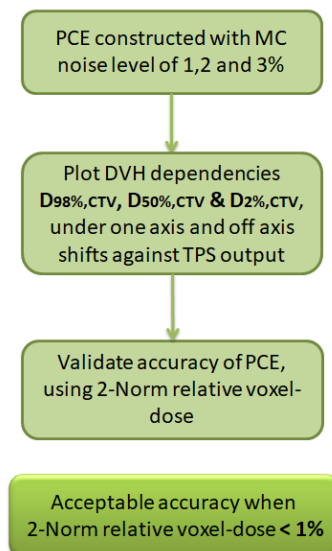 PCE constructed with MC
noise level of 1,2 and 3%
Plot DVH dependencies
D98%,CTV, D50%,CTV & D2%,CTV,
under one axis and off axis
shifts against TPS output
Validate accuracy of PCE,
using 2-Norm relative voxel-
dose
Acceptable accuracy when
2-Norm relative voxel-dose < 1%